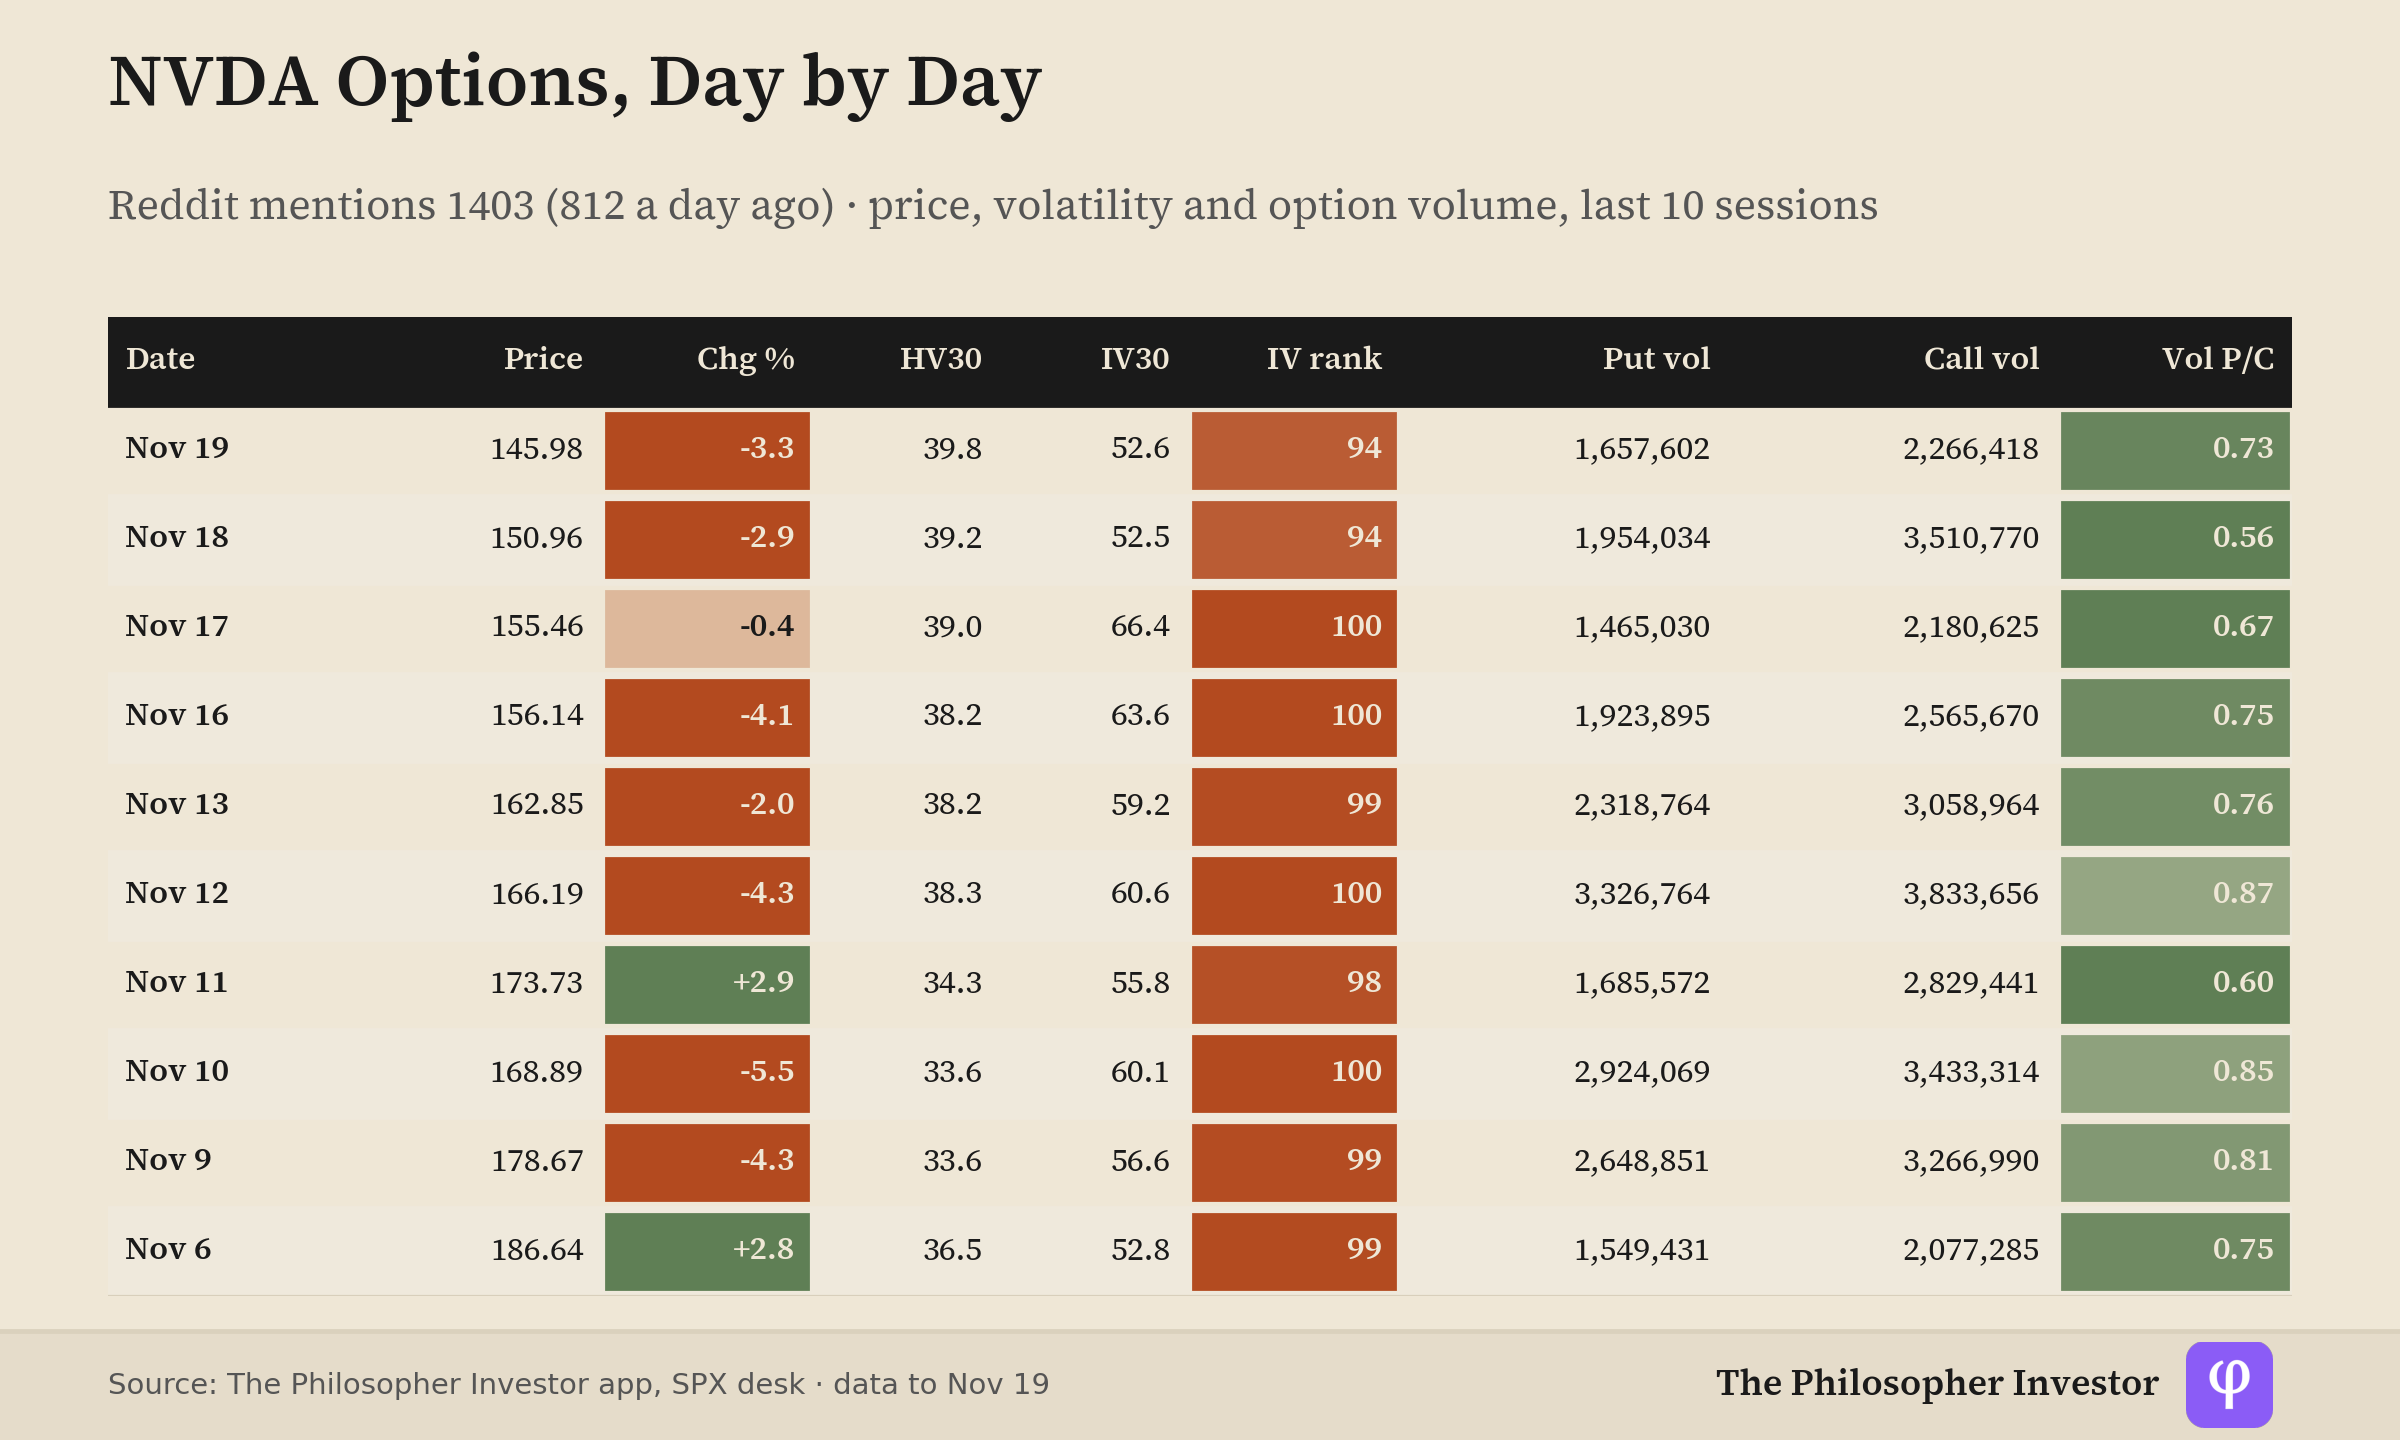 NVDA Options, Day by Day
Reddit mentions 1403 (812 a day ago) · price, volatility and option volume, last 10 sessions
Date Price Chg % HV30 IV30 IV rank Put vol Call vol Vol P/C
Nov 19 145.98 -3.3 39.8 52.6 94 1,657,602 2,266,418 0.73
Nov 18 150.96 -2.9 39.2 52.5 94 1,954,034 3,510,770 0.56
Nov 17 155.46 -0.4 39.0 66.4 100 1,465,030 2,180,625 0.67
Nov 16 156.14 -4.1 38.2 63.6 100 1,923,895 2,565,670 0.75
Nov 13 162.85 -2.0 38.2 59.2 99 2,318,764 3,058,964 0.76
Nov 12 166.19 -4.3 38.3 60.6 100 3,326,764 3,833,656 0.87
Nov 11 173.73 +2.9 34.3 55.8 98 1,685,572 2,829,441 0.60
Nov 10 168.89 -5.5 33.6 60.1 100 2,924,069 3,433,314 0.85
Nov 9 178.67 -4.3 33.6 56.6 99 2,648,851 3,266,990 0.81
Nov 6 186.64 +2.8 36.5 52.8 99 1,549,431 2,077,285 0.75
Source: The Philosopher Investor app, SPX desk · data to Nov 19
The Philosopher Investor φ